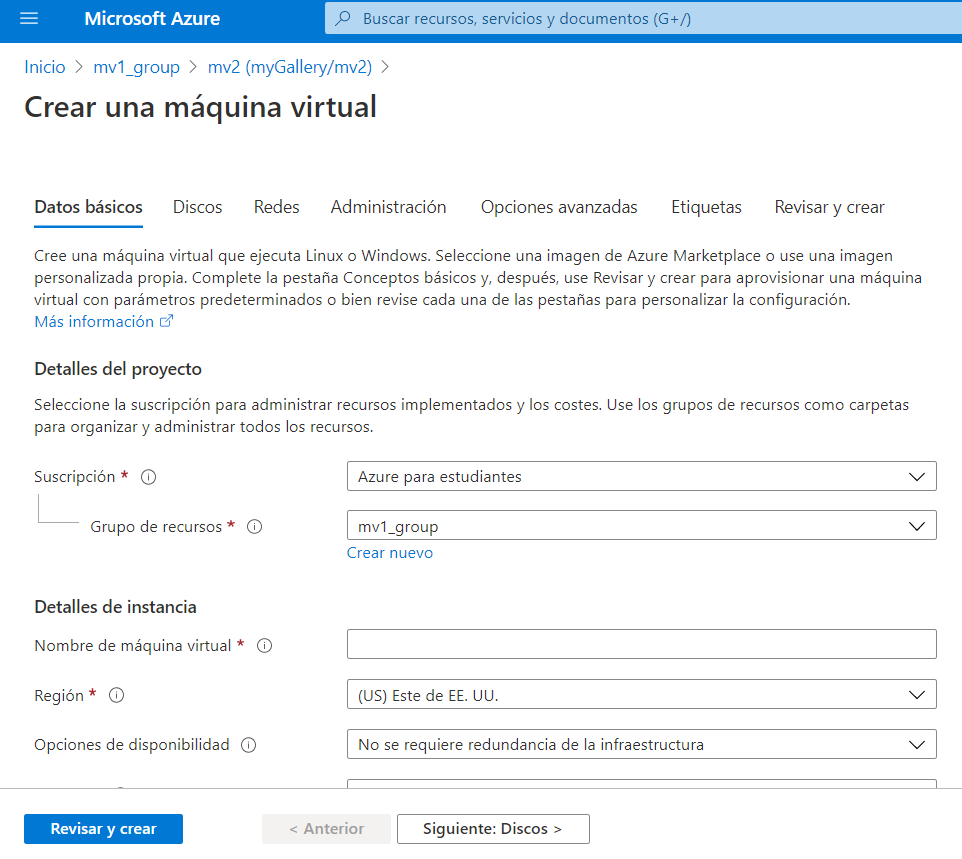 Microsoft Azure
Buscar recursos, servicios y documentos (G+/)
Inicio > mv1_group > mv2 (myGallery/mv2) >
Crear una máquina virtual
Datos básicos Discos Redes Administración Opciones avanzadas Etiquetas Revisar y crear
Cree una máquina virtual que ejecuta Linux o Windows. Seleccione una imagen de Azure Marketplace o use una imagen
personalizada propia. Complete la pestaña Conceptos básicos y, después, use Revisar y crear para aprovisionar una máquina
virtual con parámetros predeterminados o bien revise cada una de las pestañas para personalizar la configuración.
Más información
Detalles del proyecto
Seleccione la suscripción para administrar recursos implementados y los costes. Use los grupos de recursos como carpetas
para organizar y administrar todos los recursos.
Suscripción * Azure para estudiantes
Grupo de recursos * mv1_group
Crear nuevo
Detalles de instancia
Nombre de máquina virtual *
Región * (US) Este de EE. UU.
Opciones de disponibilidad No se requiere redundancia de la infraestructura
Revisar y crear < Anterior Siguiente: Discos >